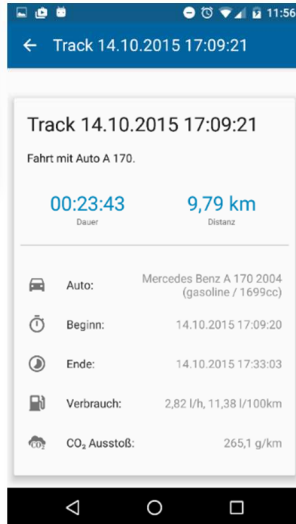 11:56
Track 14.10.2015 17:09:21
Track 14.10.2015 17:09:21
Fahrt mit Auto A 170.
00:23:43 9,79 km
Dauer Distanz
Auto: Mercedes Benz A 170 2004
(gasoline / 1699cc)
Beginn: 14.10.2015 17:09:20
Ende: 14.10.2015 17:33:03
Verbrauch: 2,82 l/h, 11,38 l/100km
CO₂ CO₂ Ausstoß: 265,1 g/km